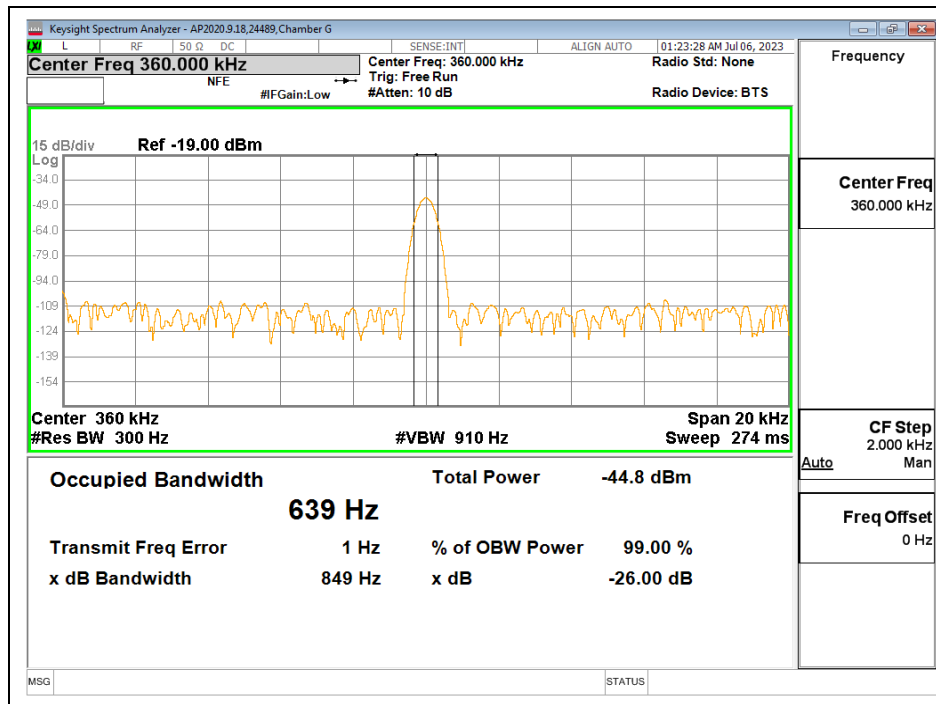 Keysight Spectrum Analyzer - AP2020.9.18,24489,Chamber G
LXI L RF 50 Ω DC SENSE:INT ALIGN AUTO 01:23:28 AM Jul 06, 2023
Center Freq 360.000 kHz
NFE
#IFGain:Low
Center Freq: 360.000 kHz
Trig: Free Run
#Atten: 10 dB
Radio Std: None
Radio Device: BTS
15 dB/div Ref -19.00 dBm
Log
-34.0
-49.0
-64.0
-79.0
-94.0
-109
-124
-139
-154
Center 360 kHz Span 20 kHz
#Res BW 300 Hz #VBW 910 Hz Sweep 274 ms
Occupied Bandwidth Total Power -44.8 dBm
639 Hz
Transmit Freq Error 1 Hz % of OBW Power 99.00 %
x dB Bandwidth 849 Hz x dB -26.00 dB
MSG STATUS
Frequency
Center Freq
360.000 kHz
CF Step
2.000 kHz
Auto Man
Freq Offset
0 Hz